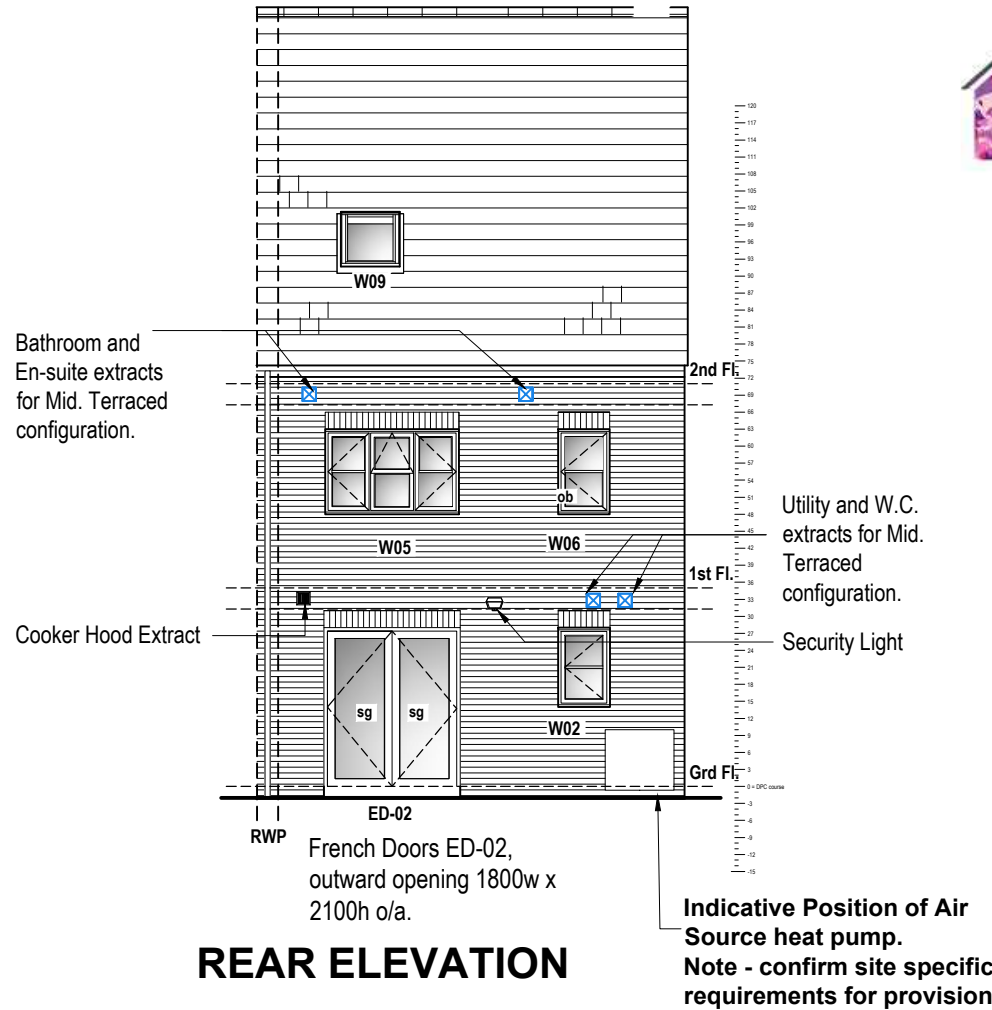 120
117
114
111
108
105
102
99
96
93
90
87
84
81
78
75
72
69
66
63
60
57
54
51
48
45
42
39
36
33
30
27
24
21
18
15
12
9
6
3
0 = DPC course
-3
-6
-9
-12
-15
W09
Bathroom and
En-suite extracts
for Mid. Terraced
configuration.
2nd Fl.
ob
W05
W06
Utility and W.C.
extracts for Mid.
Terraced
configuration.
1st Fl.
Cooker Hood Extract
Security Light
sg
sg
W02
Grd Fl.
ED-02
RWP
French Doors ED-02,
outward opening 1800w x
2100h o/a.
REAR ELEVATION
Indicative Position of Air
Source heat pump.
Note - confirm site specific
requirements for provision